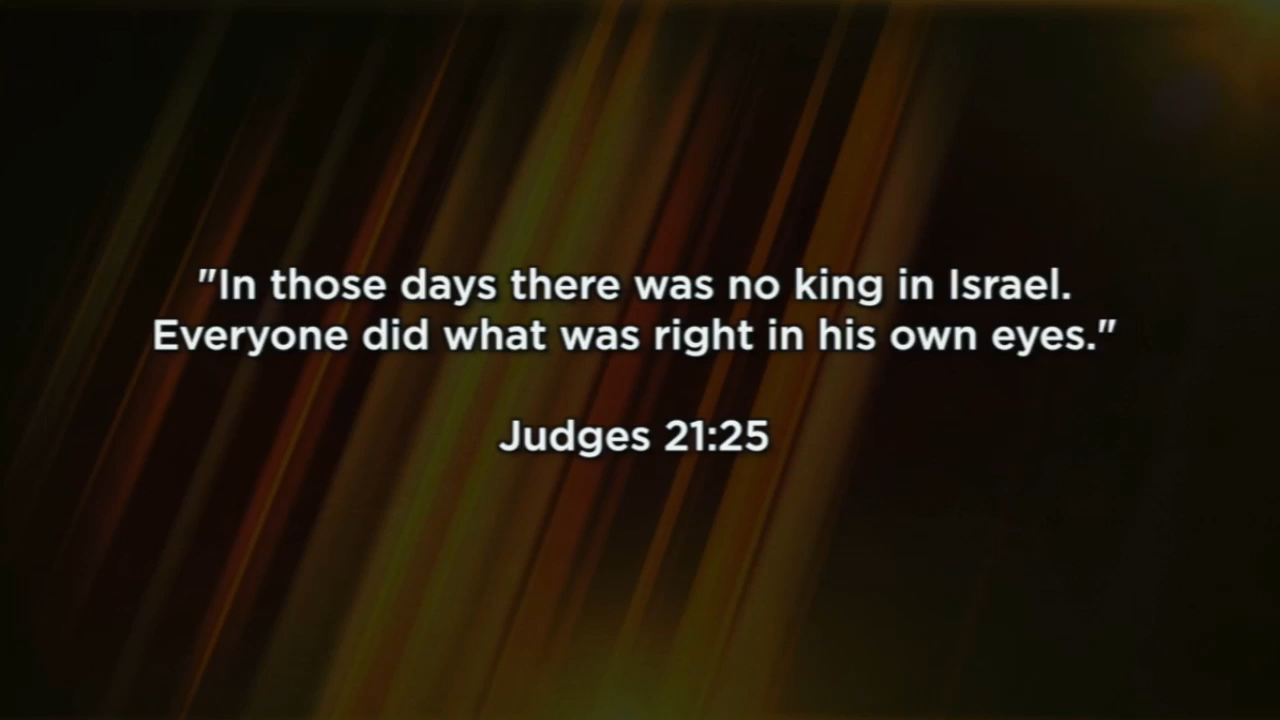 "In those days there was no king in Israel.
Everyone did what was right in his own eyes."
Judges 21:25